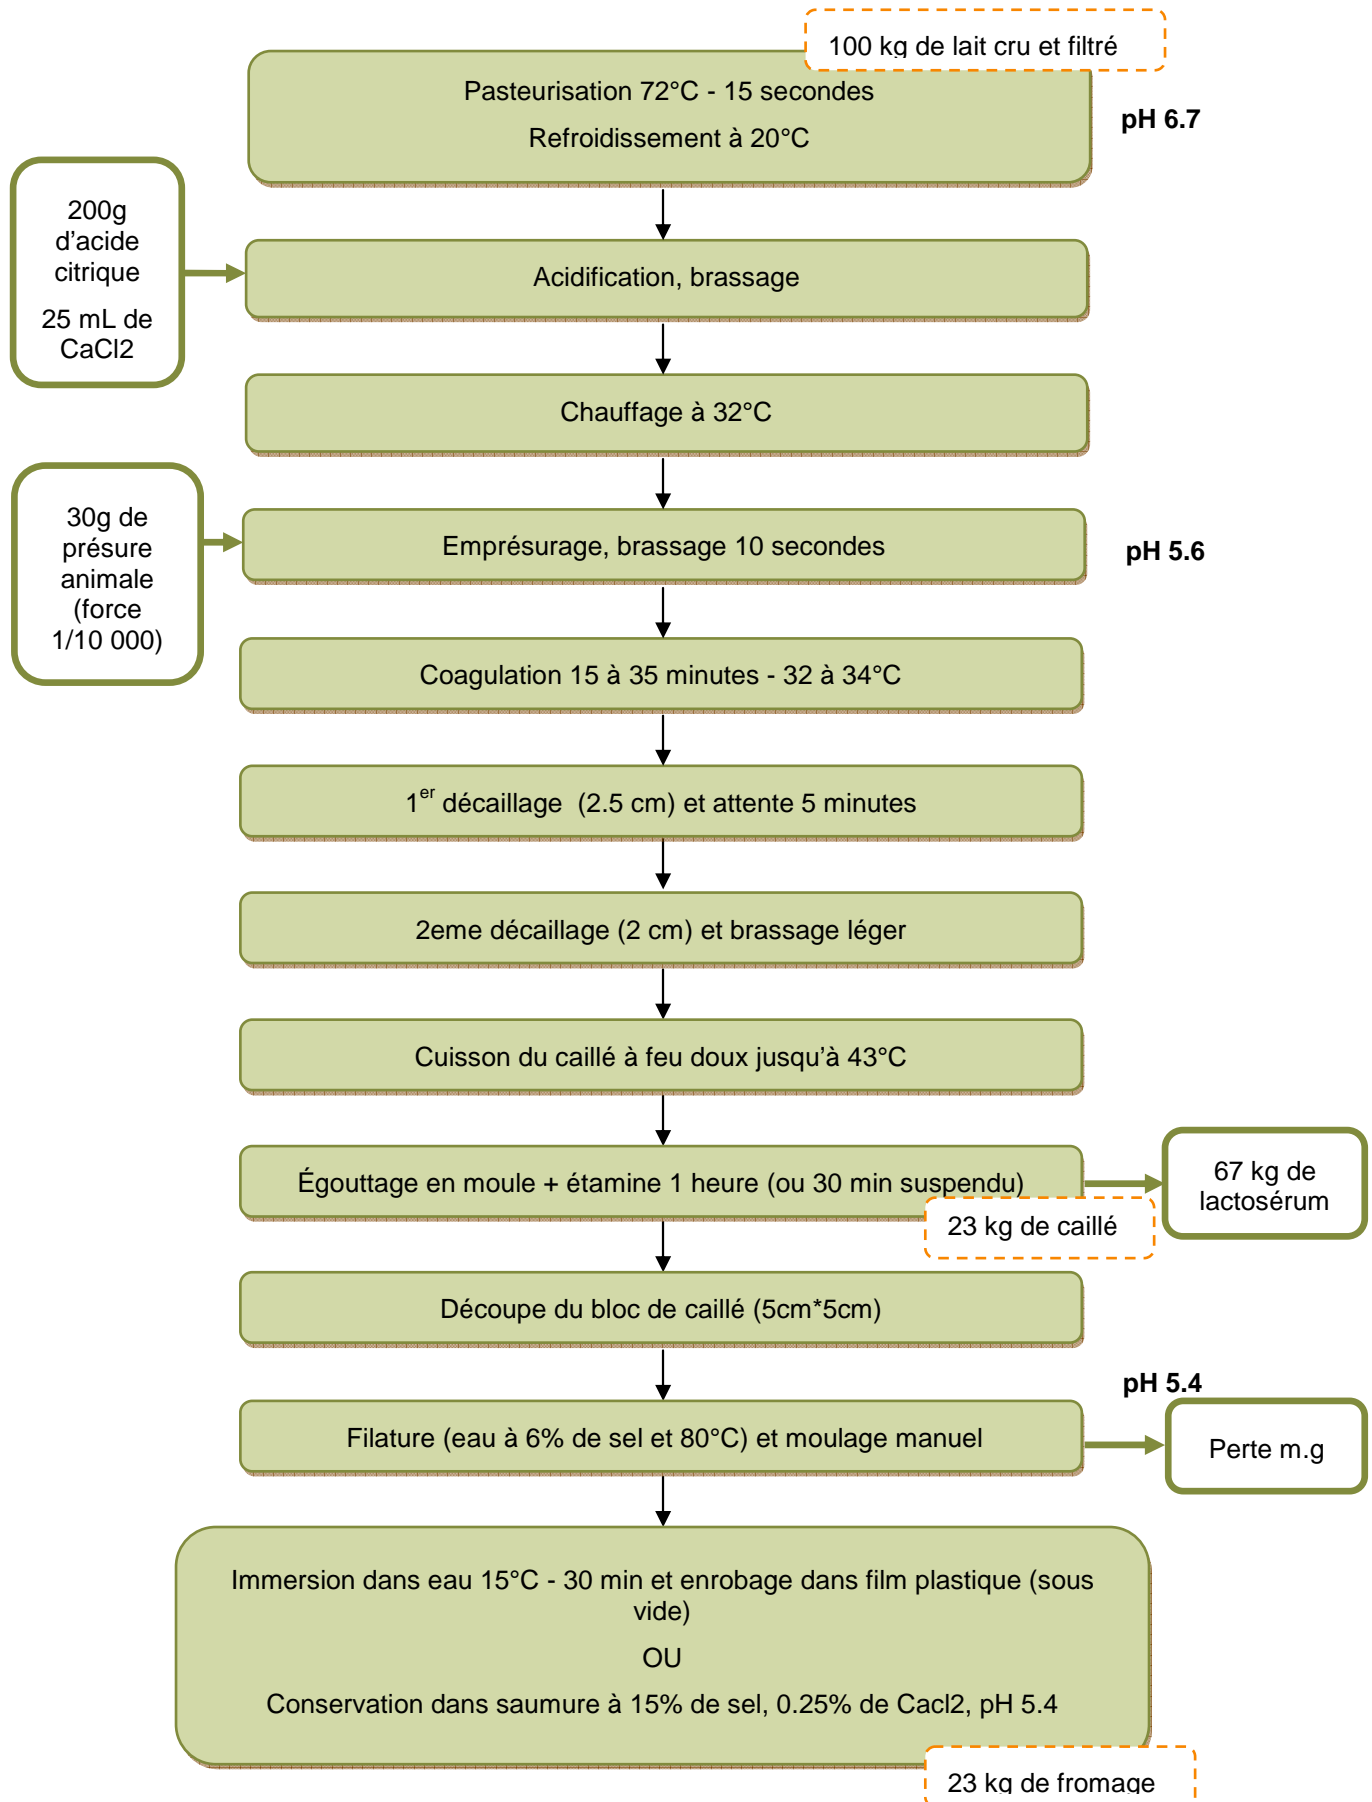 100 kg de lait cru et filtré
Pasteurisation 72°C - 15 secondes
Refroidissement à 20°C
pH 6.7
200g
d'acide
citrique
25 mL de
CaCl2
Acidification, brassage
Chauffage à 32°C
30g de
présure
animale
(force
1/10 000)
Emprésurage, brassage 10 secondes
pH 5.6
Coagulation 15 à 35 minutes - 32 à 34°C
1er décaillage  (2.5 cm) et attente 5 minutes
2eme décaillage (2 cm) et brassage léger
Cuisson du caillé à feu doux jusqu'à 43°C
Égouttage en moule + étamine 1 heure (ou 30 min suspendu)
67 kg de
lactosérum
23 kg de caillé
Découpe du bloc de caillé (5cm*5cm)
pH 5.4
Filature (eau à 6% de sel et 80°C) et moulage manuel
Perte m.g
Immersion dans eau 15°C - 30 min et enrobage dans film plastique (sous
vide)
OU
Conservation dans saumure à 15% de sel, 0.25% de Cacl2, pH 5.4
23 kg de fromage